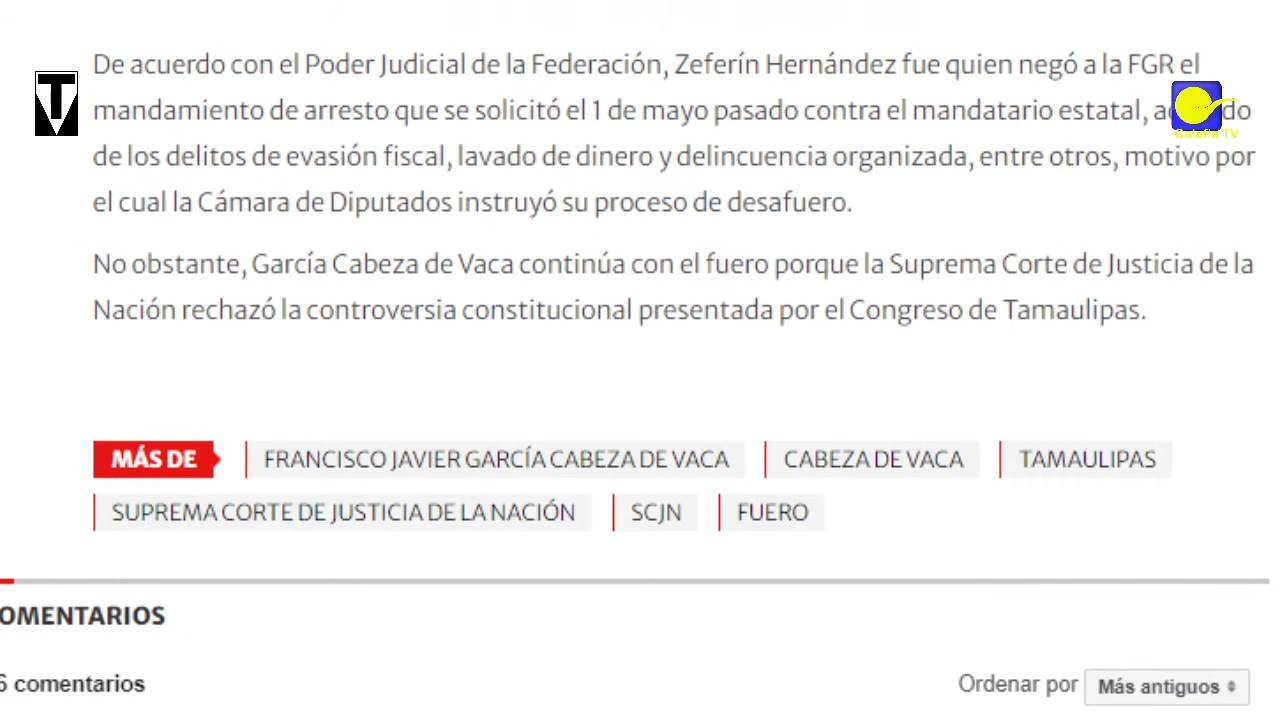 De acuerdo con el Poder Judicial de la Federación, Zeferín Hernández fue quien negó a la FGR el
mandamiento de arresto que se solicitó el 1 de mayo pasado contra el mandatario estatal,
de los delitos de evasión fiscal, lavado de dinero y delincuencia organizada, entre otros, motivo por
el cual la Cámara de Diputados instruyó su proceso de desafuero.
No obstante, García Cabeza de Vaca continúa con el fuero porque la Suprema Corte de Justicia de la
Nación rechazó la controversia constitucional presentada por el Congreso de Tamaulipas.
MÁS DE FRANCISCO JAVIER GARCÍA CABEZA DE VACA CABEZA DE VACA TAMAULIPAS
SUPREMA CORTE DE JUSTICIA DE LA NACIÓN SCJN FUERO
OMENTARIOS
6 comentarios Ordenar por Más antiguos
TV
Calafia TV